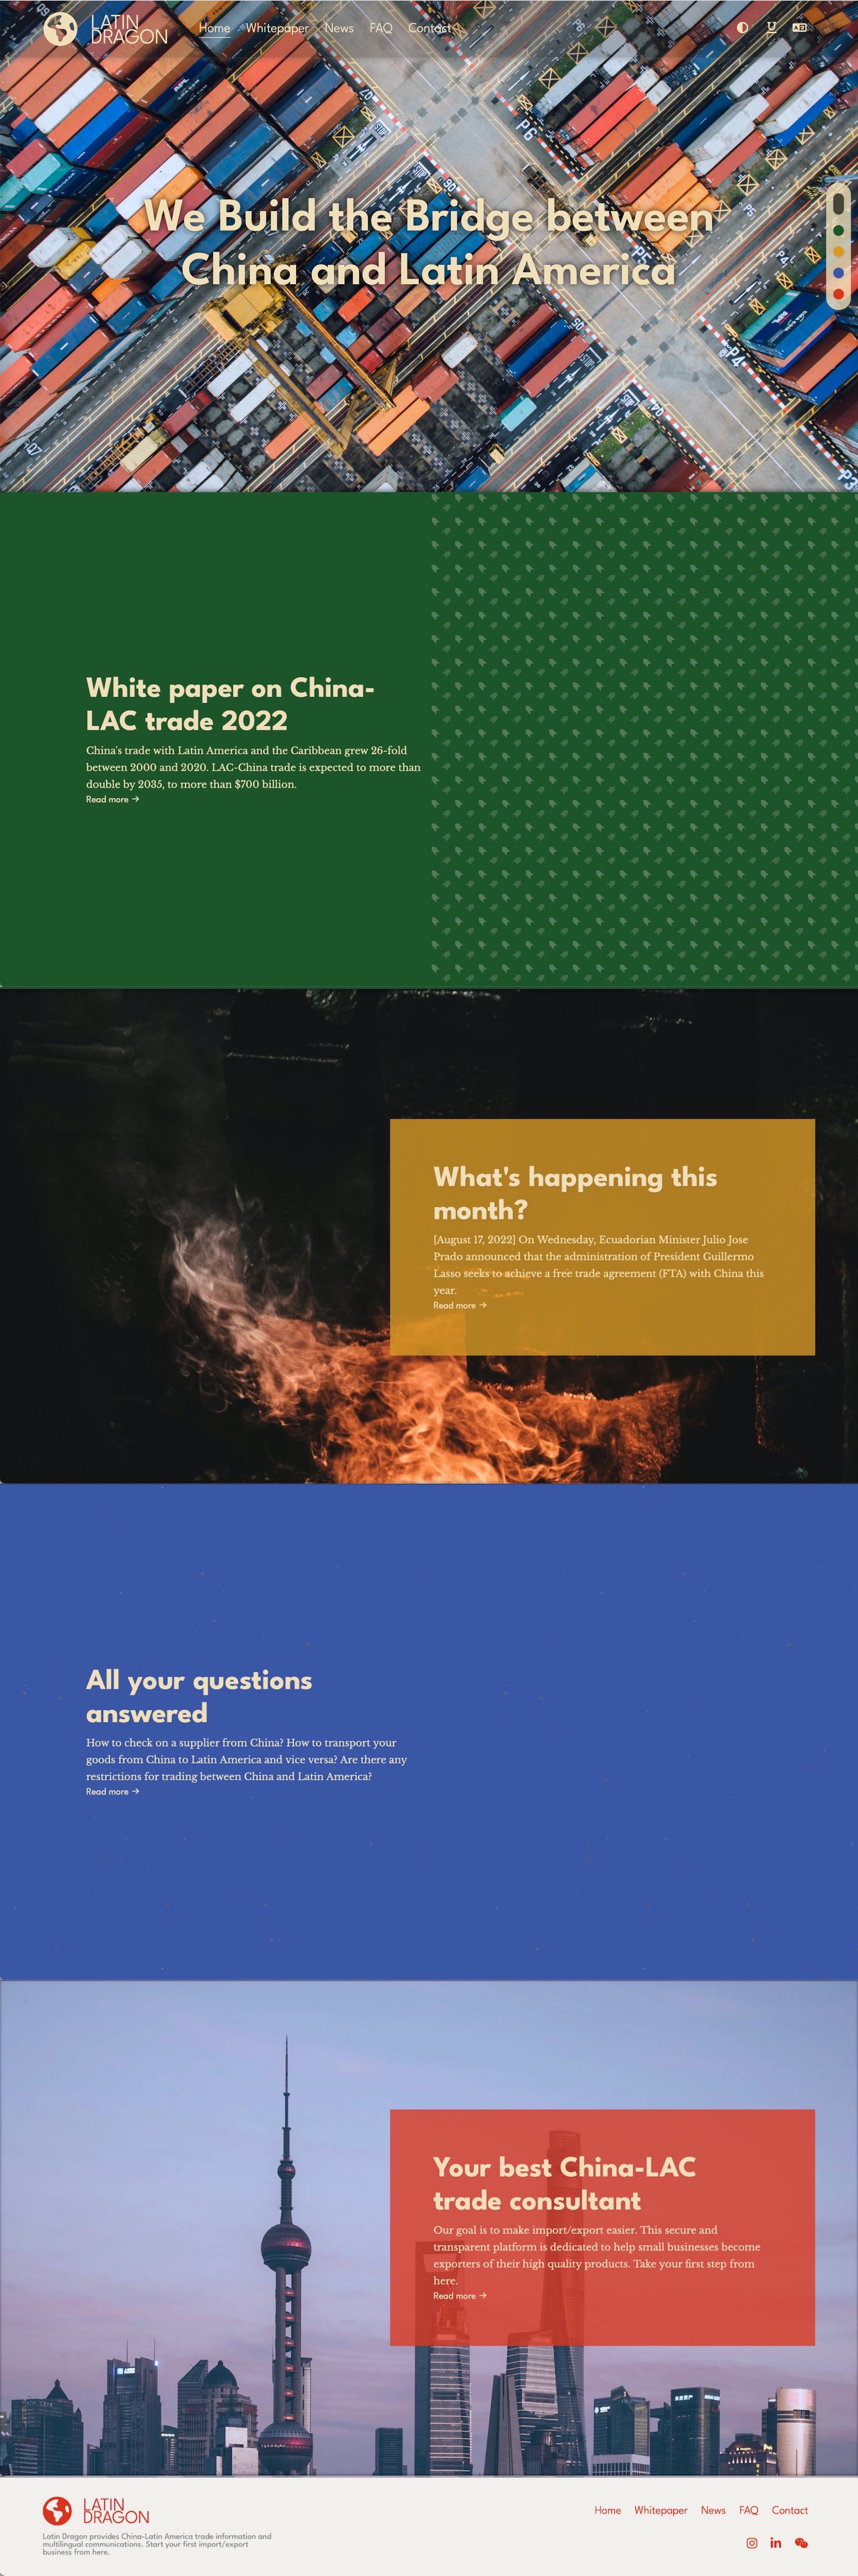 LATIN
DRAGON
Home Whitepaper News FAQ Contact
We Build the Bridge between
China and Latin America
White paper on China-
LAC trade 2022
China's trade with Latin America and the Caribbean grew 26-fold
between 2000 and 2020. LAC-China trade is expected to more than
double by 2035, to more than $700 billion.
Read more →
What's happening this
month?
[August 17, 2022] On Wednesday, Ecuadorian Minister Julio Jose
Prado announced that the administration of President Guillermo
Lasso seeks to achieve a free trade agreement (FTA) with China this
year.
Read more →
All your questions
answered
How to check on a supplier from China? How to transport your
goods from China to Latin America and vice versa? Are there any
restrictions for trading between China and Latin America?
Read more →
Your best China-LAC
trade consultant
Our goal is to make import/export easier. This secure and
transparent platform is dedicated to help small businesses become
exporters of their high quality products. Take your first step from
here.
Read more →
LATIN
DRAGON
Latin Dragon provides China-Latin America trade information and
multilingual communications. Start your first import/export
business from here.
Home Whitepaper News FAQ Contact